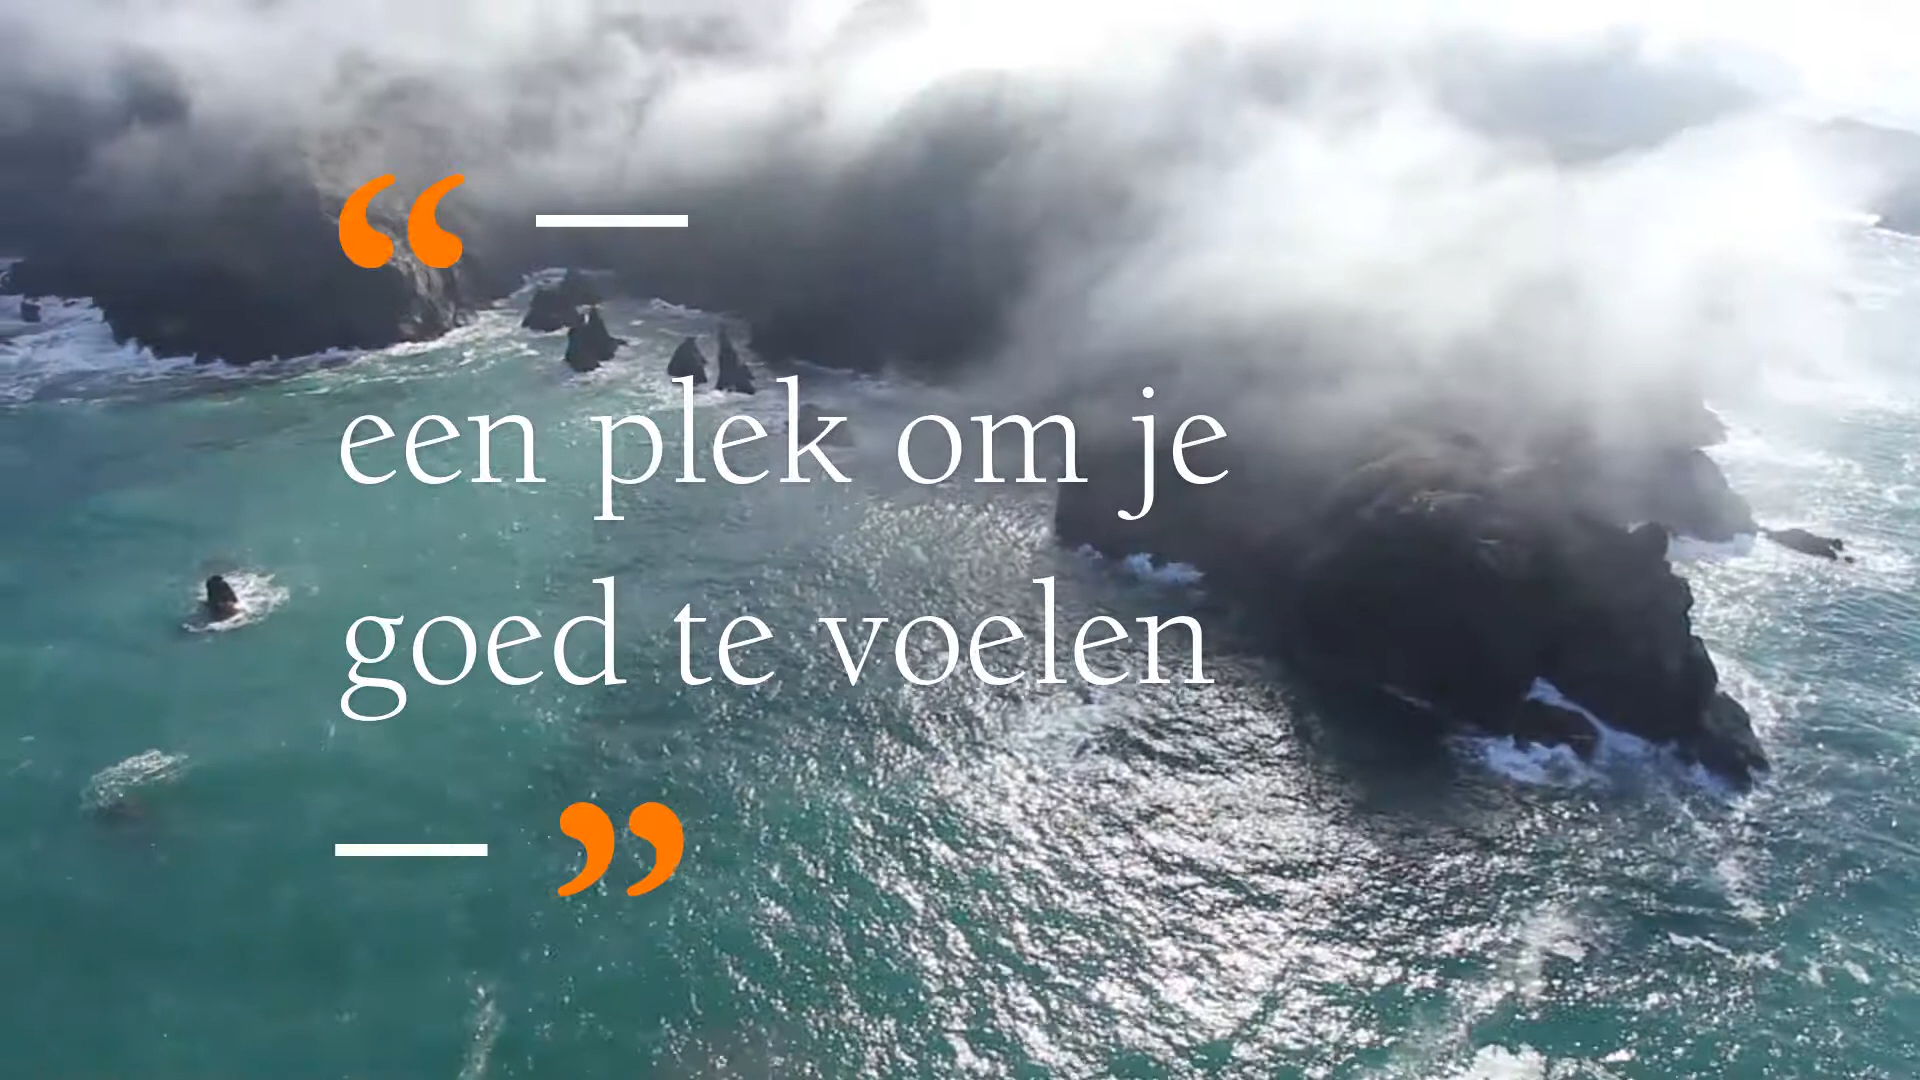 “ —
een plek om je
goed te voelen
— ”